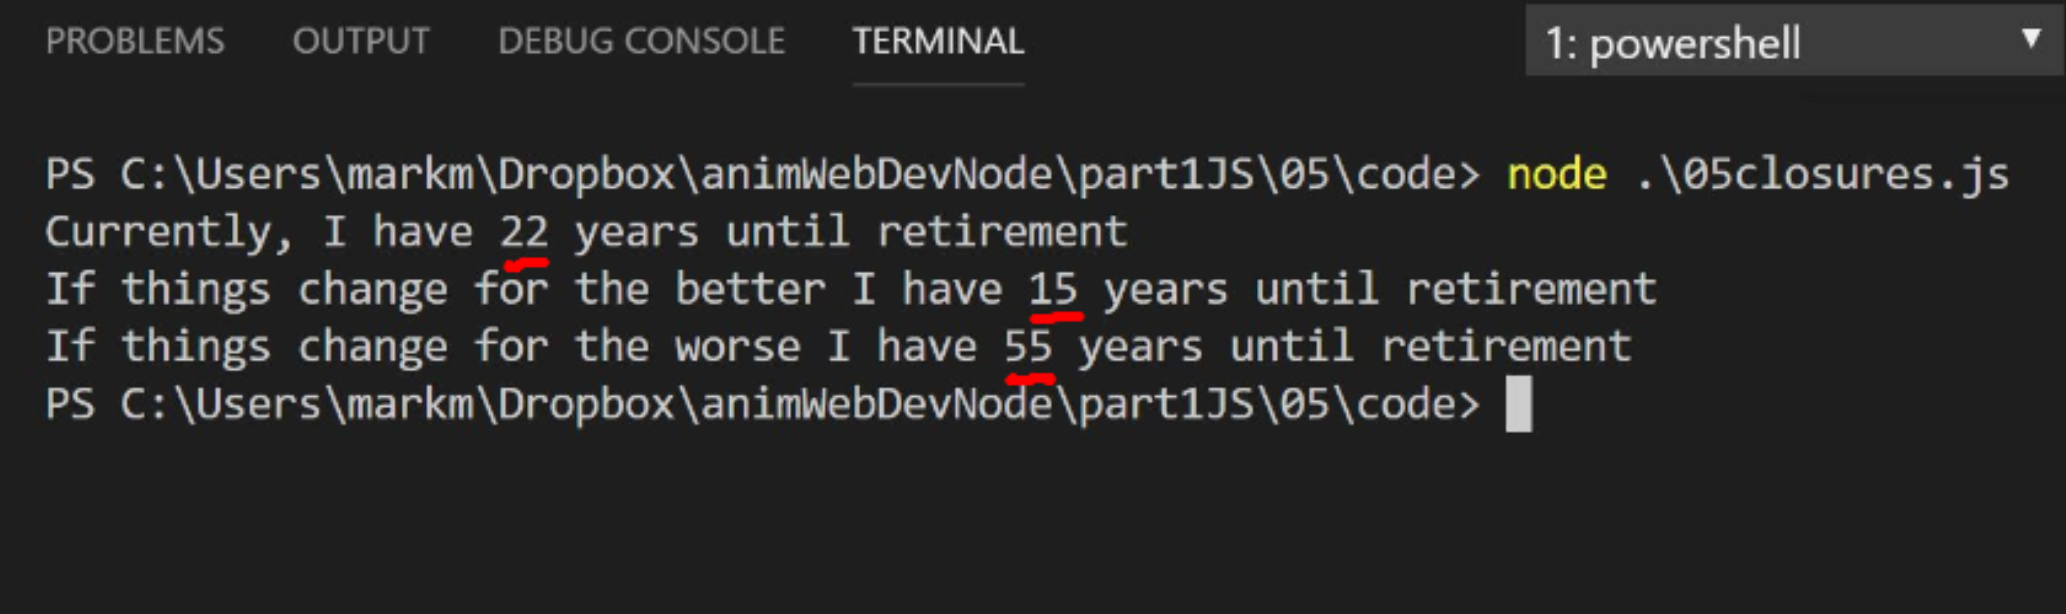 PROBLEMS OUTPUT DEBUG CONSOLE TERMINAL 1: powershell
PS C:\Users\markm\Dropbox\animWebDevNode\part1JS\05\code> node .\05closures.js
Currently, I have 22 years until retirement
If things change for the better I have 15 years until retirement
If things change for the worse I have 55 years until retirement
PS C:\Users\markm\Dropbox\animWebDevNode\part1JS\05\code>